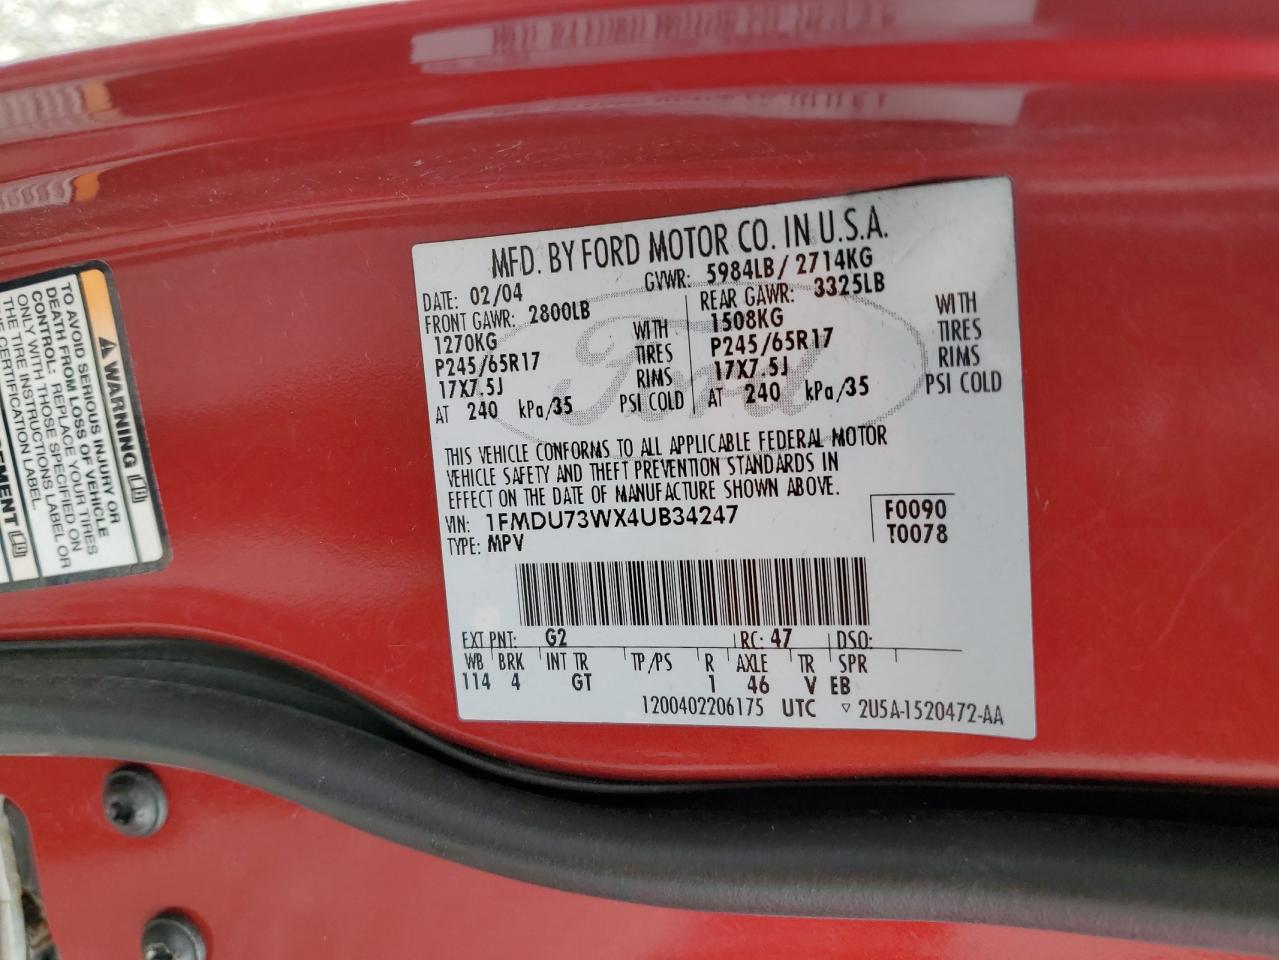 MFD. BY FORD MOTOR CO. IN U.S.A.
DATE: 02/04 GVWR: 5984LB/2714KG
FRONT GAWR: 2800LB REAR GAWR: 3325LB
1270KG WITH 1508KG WITH
P245/65R17 TIRES P245/65R17 TIRES
17X7.5J RIMS 17X7.5J RIMS
AT 240 kPa/35 PSI COLD AT 240 kPa/35 PSI COLD
Ford
THIS VEHICLE CONFORMS TO ALL APPLICABLE FEDERAL MOTOR
VEHICLE SAFETY AND THEFT PREVENTION STANDARDS IN
EFFECT ON THE DATE OF MANUFACTURE SHOWN ABOVE.
VIN: 1FMDU73WX4UB34247 F0090
TYPE: MPV T0078
EXT PNT: G2 RC: 47 DSO:
WB BRK INT TR TP/PS R AXLE TR SPR
114 4 GT 1 46 V EB
1200402206175 UTC ▽ 2U5A-1520472-AA
⚠ WARNING
TO AVOID SERIOUS INJURY OR
DEATH FROM LOSS OF VEHICLE
CONTROL: REPLACE YOUR
TIRES
ONLY WITH THOSE SPECIFIED ON
CERTIFICATION LABEL OR
TIRE INSTRUCTIONS LABEL.